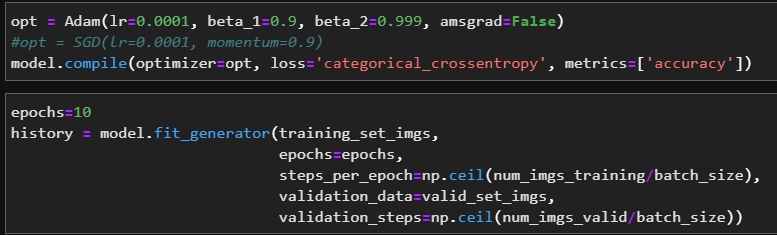 opt = Adam(lr=0.0001, beta_1=0.9, beta_2=0.999, amsgrad=False)
#opt = SGD(lr=0.0001, momentum=0.9)
model.compile(optimizer=opt, loss='categorical_crossentropy', metrics=['accuracy'])
epochs=10
history = model.fit_generator(training_set_imgs,
                              epochs=epochs,
                              steps_per_epoch=np.ceil(num_imgs_training/batch_size),
                              validation_data=valid_set_imgs,
                              validation_steps=np.ceil(num_imgs_valid/batch_size))